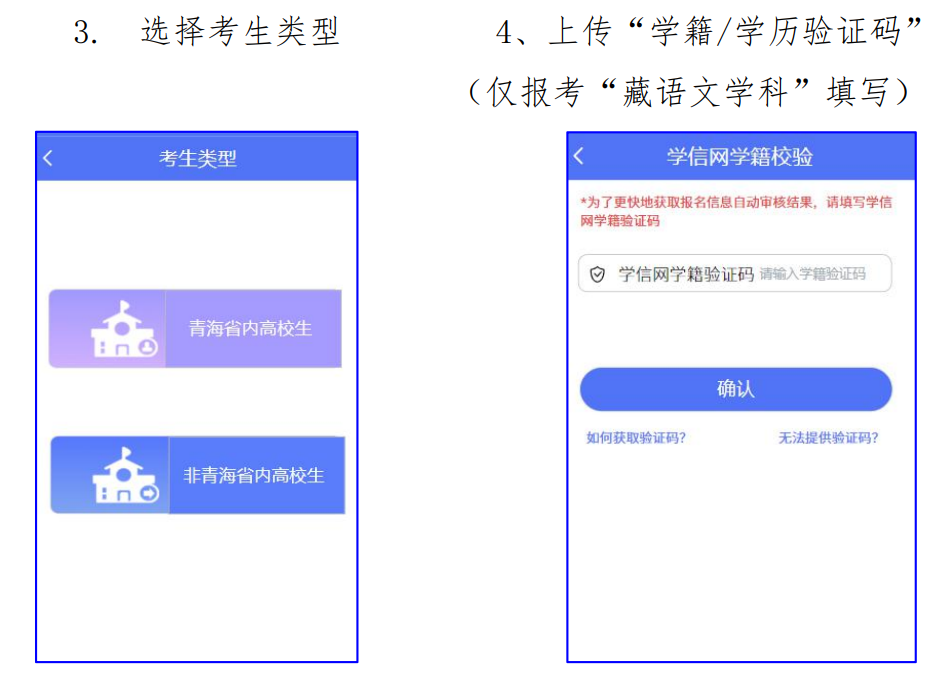 3. 选择考生类型
4、上传“学籍/学历验证码”
（仅报考“藏语文学科”填写）
考生类型
青海省内高校生
非青海省内高校生
学信网学籍校验
*为了更快地获取报名信息自动审核结果，请填写学信
网学籍验证码
学信网学籍验证码 请输入学籍验证码
确认
如何获取验证码？
无法提供验证码？